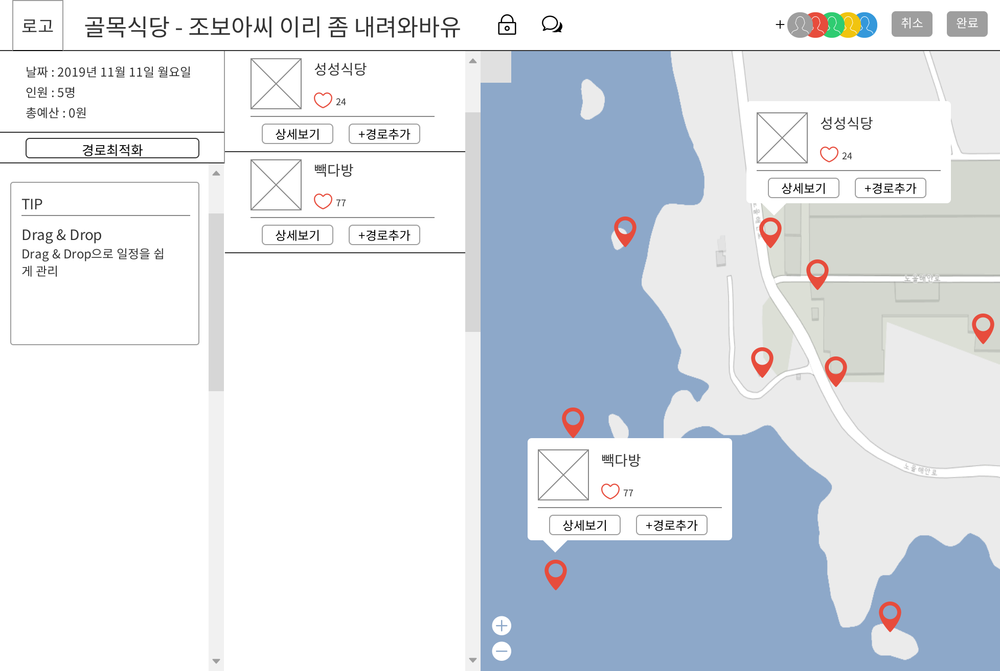 로고
골목식당 - 조보아씨 이리 좀 내려와바유
+
취소
완료
날짜 : 2019년 11월 11일 월요일
인원 : 5명
총예산 : 0원
경로최적화
TIP
Drag & Drop
Drag & Drop으로 일정을 쉽
게 관리
성성식당
24
상세보기
+경로추가
빽다방
77
상세보기
+경로추가
성성식당
24
상세보기
+경로추가
노을해안로
노을해안로
빽다방
77
상세보기
+경로추가